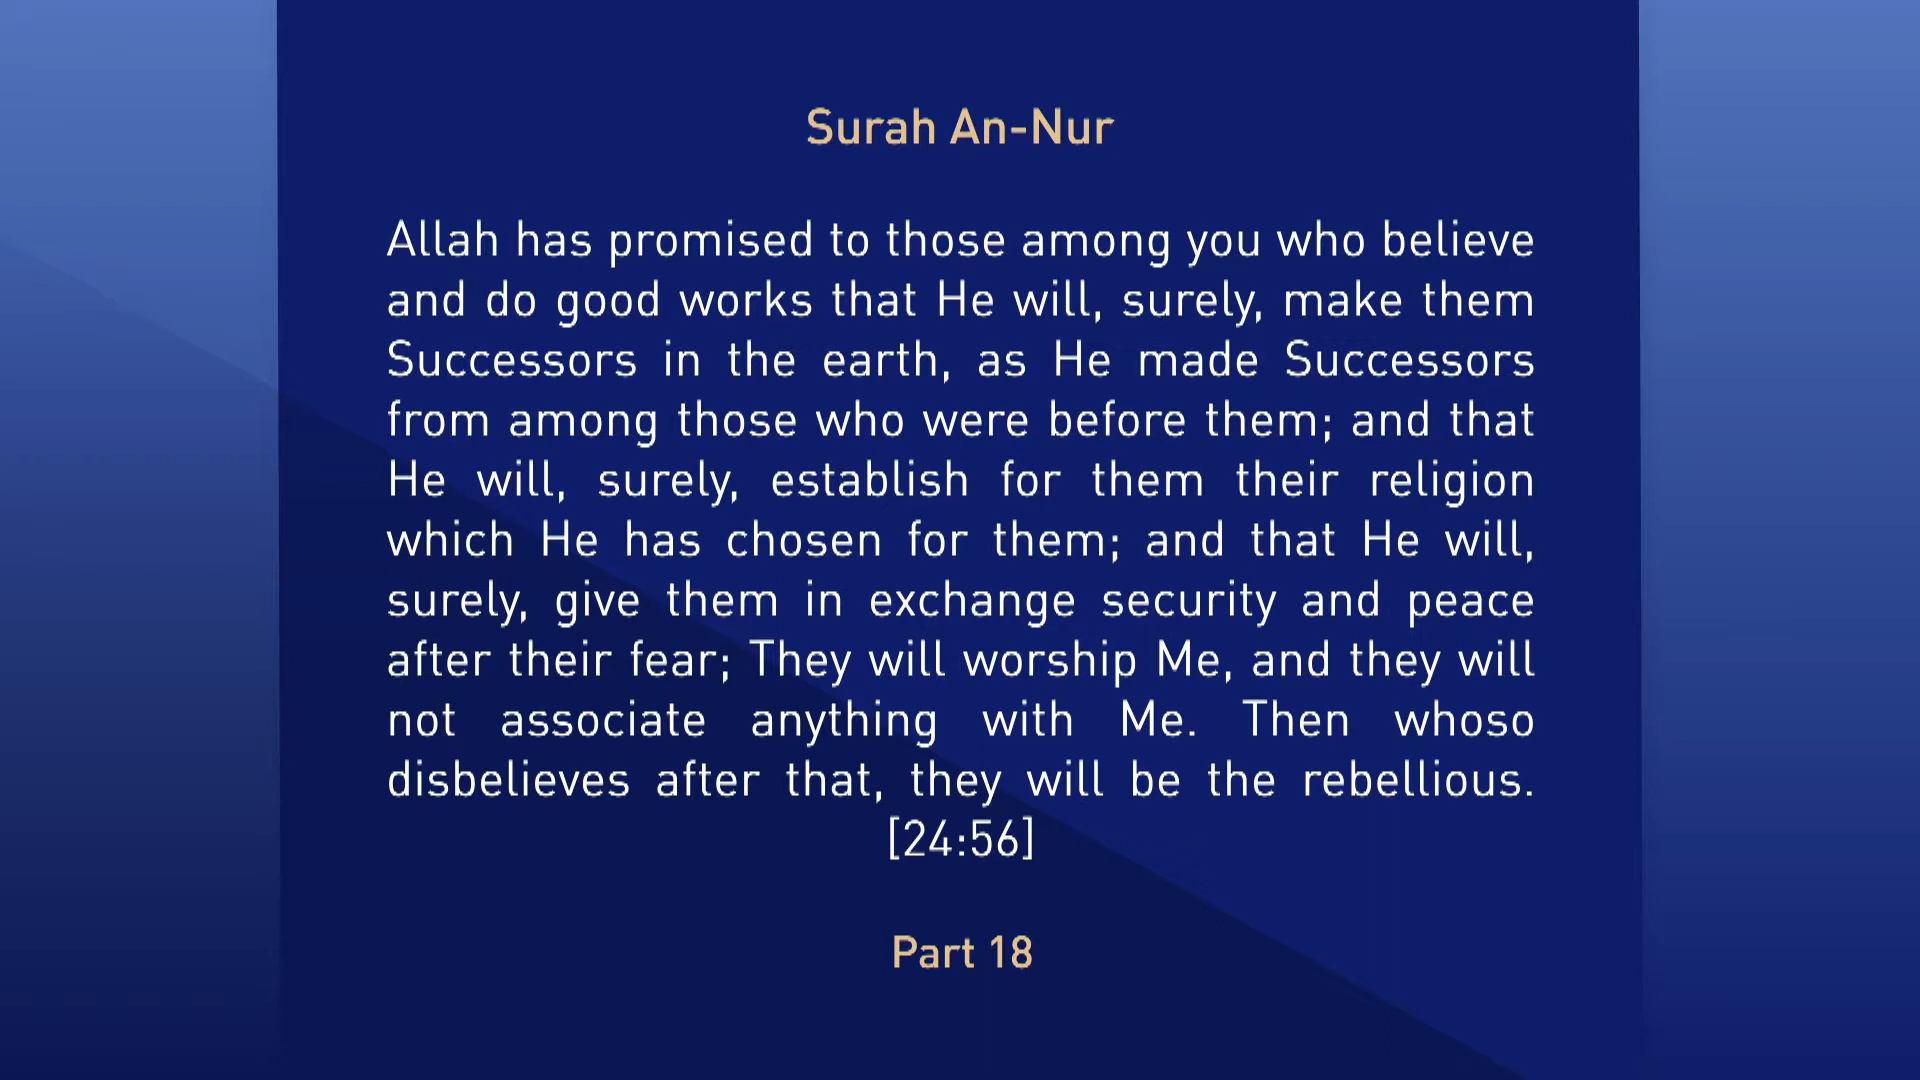 Surah An-Nur
Allah has promised to those among you who believe
and do good works that He will, surely, make them
Successors in the earth, as He made Successors
from among those who were before them; and that
He will, surely, establish for them their religion
which He has chosen for them; and that He will,
surely, give them in exchange security and peace
after their fear; They will worship Me, and they will
not associate anything with Me. Then whoso
disbelieves after that, they will be the rebellious.
[24:56]
Part 18